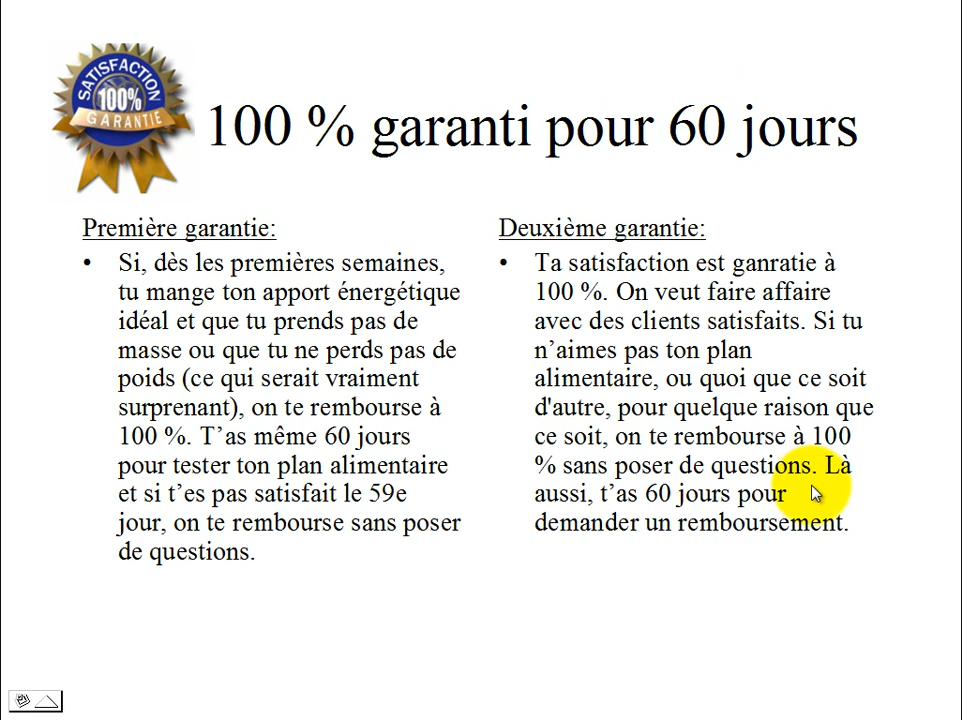 SATISFACTION
100%
GARANTIE
100 % garanti pour 60 jours
Première garantie:
• Si, dès les premières semaines,
tu mange ton apport énergétique
idéal et que tu prends pas de
masse ou que tu ne perds pas de
poids (ce qui serait vraiment
surprenant), on te rembourse à
100 %. T’as même 60 jours
pour tester ton plan alimentaire
et si t’es pas satisfait le 59e
jour, on te rembourse sans poser
de questions.
Deuxième garantie:
• Ta satisfaction est ganratie à
100 %. On veut faire affaire
avec des clients satisfaits. Si tu
n’aimes pas ton plan
alimentaire, ou quoi que ce soit
d'autre, pour quelque raison que
ce soit, on te rembourse à 100
% sans poser de questions. Là
aussi, t’as 60 jours pour
demander un remboursement.